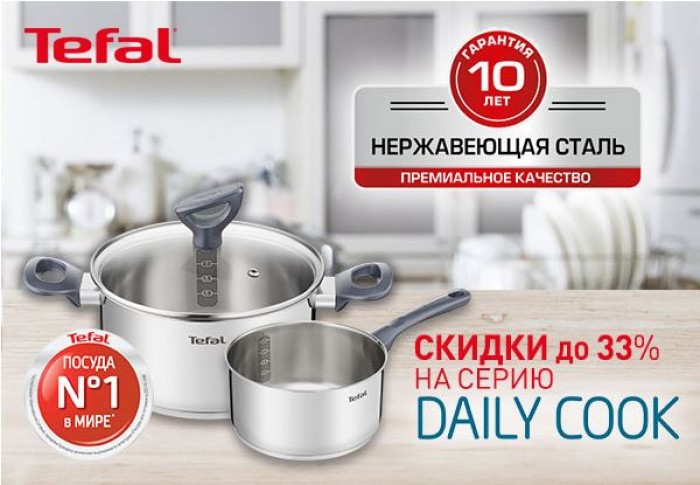 Tefal
ГАРАНТИЯ
10
ЛЕТ
НЕРЖАВЕЮЩАЯ СТАЛЬ
ПРЕМИАЛЬНОЕ КАЧЕСТВО
Tefal
Tefal
Tefal
ПОСУДА
№1
В МИРЕ*
СКИДКИ до 33%
НА СЕРИЮ
DAILY COOK